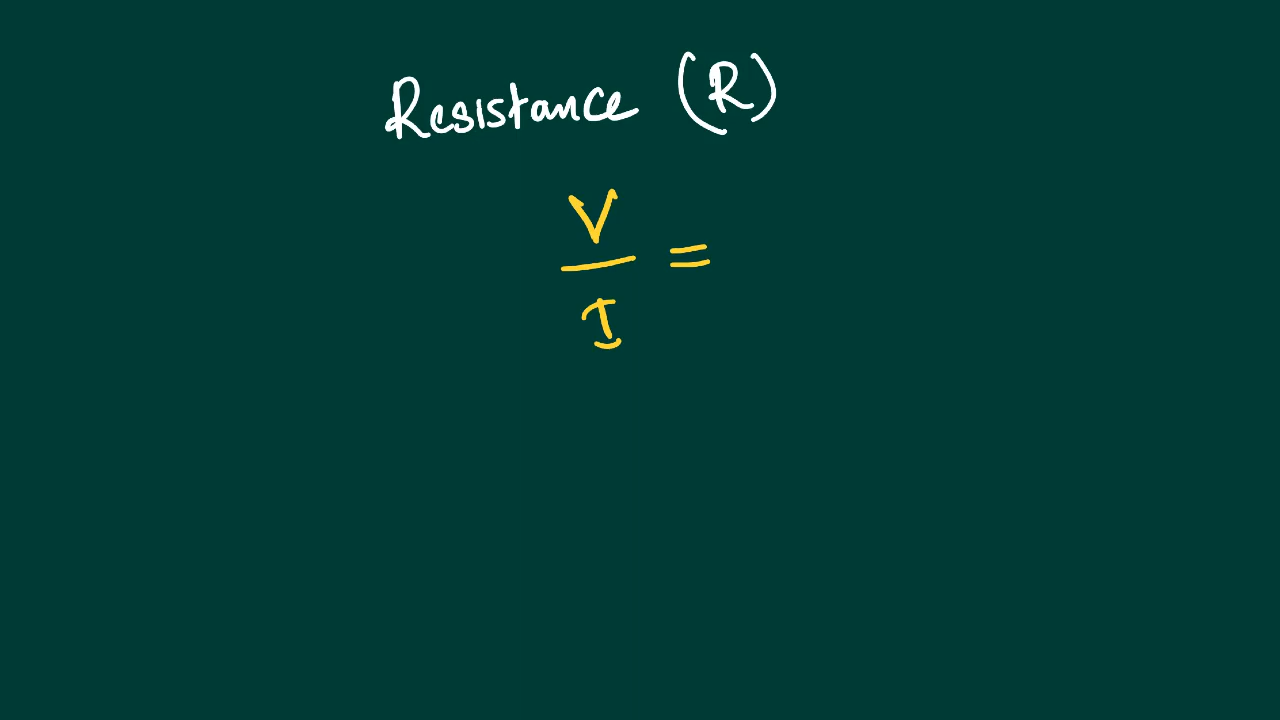 Resistance (R)
V
I
=